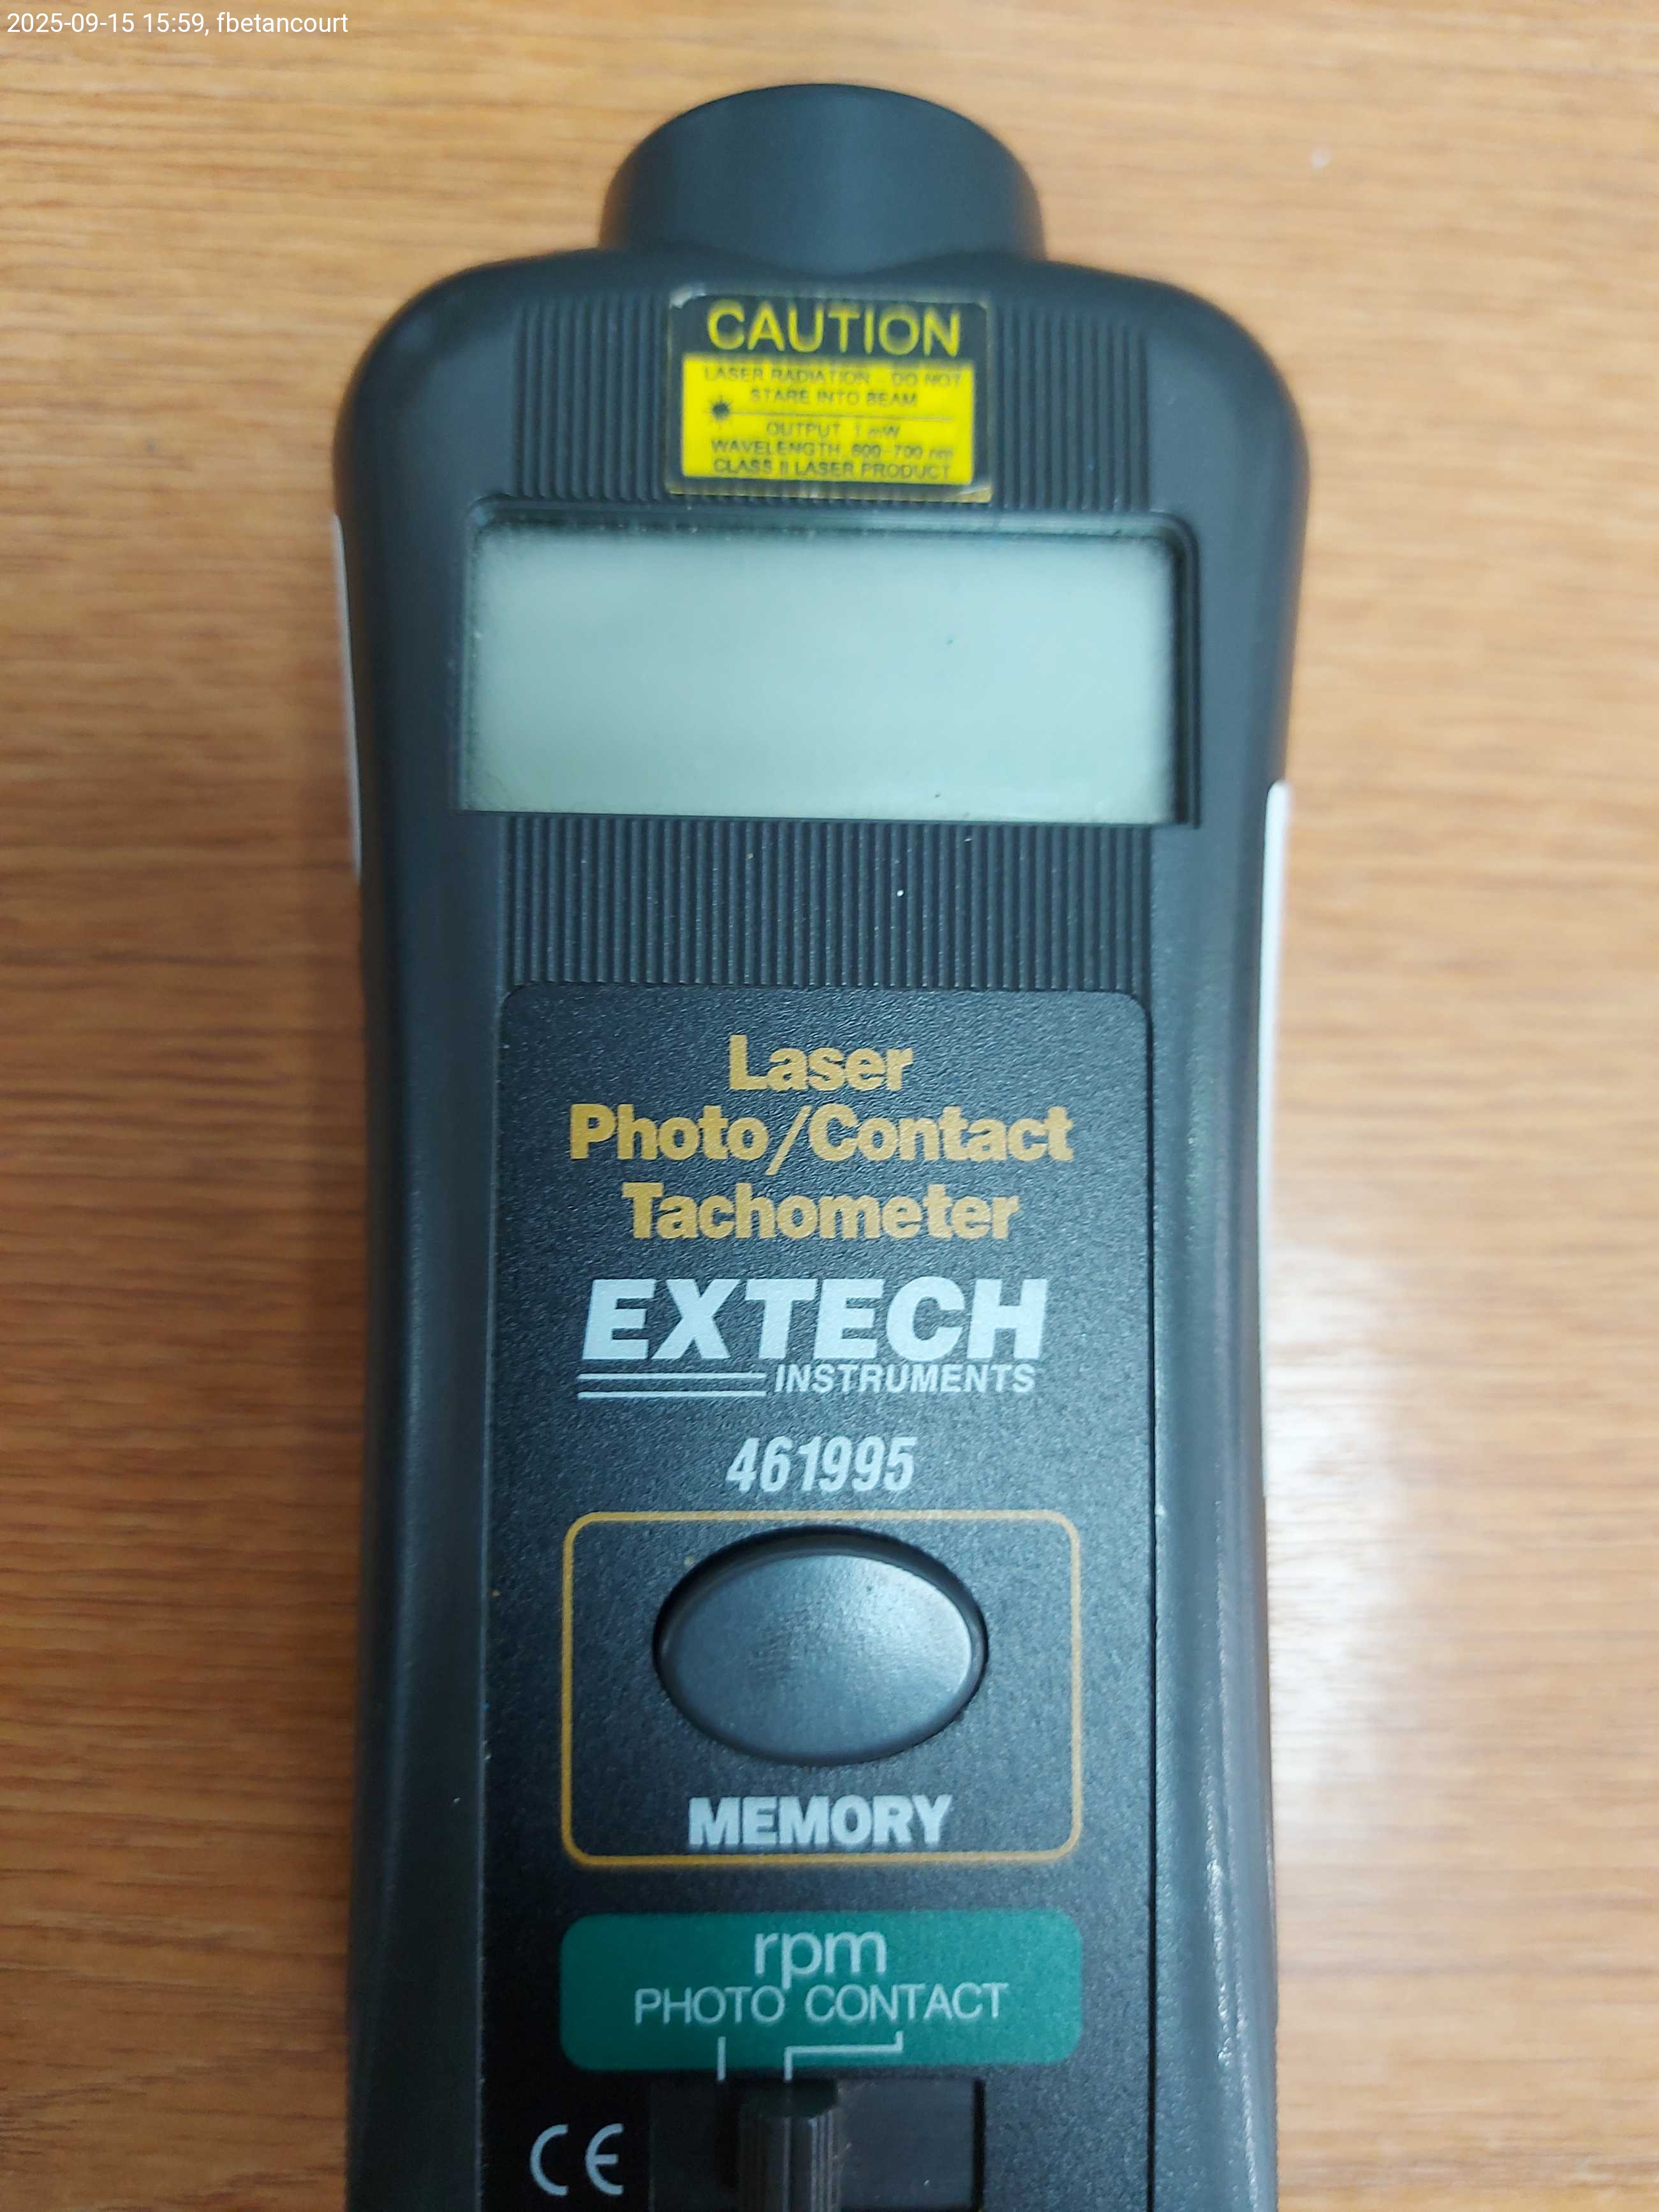 2025-09-15 15:59, fbetancourt
CAUTION
LASER RADIATION - DO NOT
STARE INTO BEAM
OUTPUT 1 mW
WAVELENGTH 600-700 nm
CLASS II LASER PRODUCT
Laser
Photo/Contact
Tachometer
EXTECH
INSTRUMENTS
461995
MEMORY
rpm
PHOTO CONTACT
CE